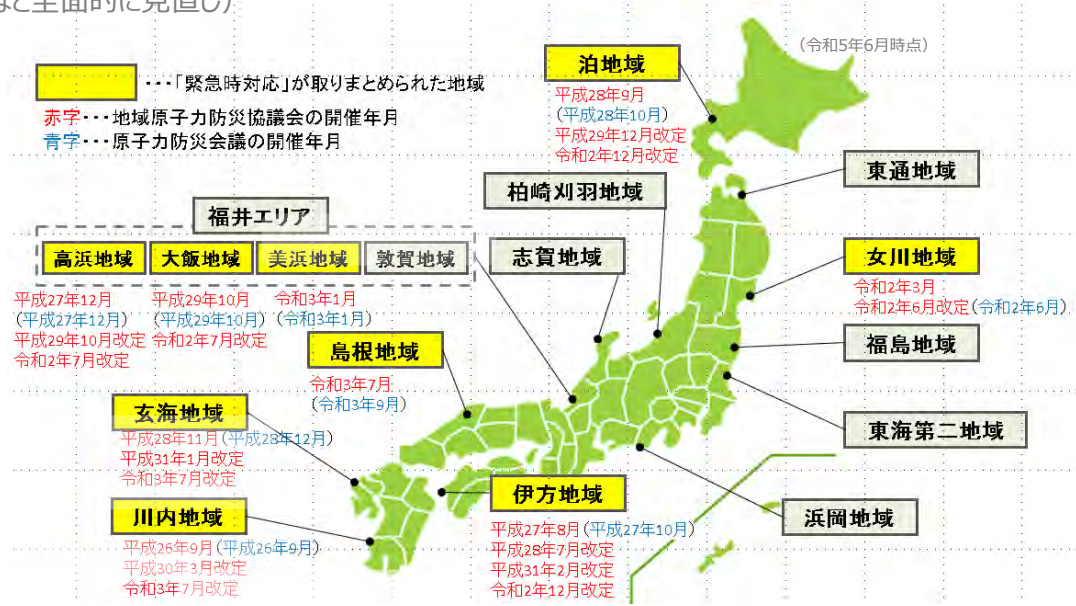 ど全面的に見直し）
（令和5年6月時点）
・・・「緊急時対応」が取りまとめられた地域
赤字・・・地域原子力防災協議会の開催年月
青字・・・原子力防災会議の開催年月
泊地域
平成28年9月
（平成28年10月）
平成29年12月改定
令和2年12月改定
東通地域
柏崎刈羽地域
福井エリア
高浜地域 大飯地域 美浜地域 敦賀地域
平成27年12月
（平成27年12月）
平成29年10月改定
令和2年7月改定
平成29年10月
（平成29年10月）
令和2年7月改定
令和3年1月
（令和3年1月）
志賀地域
女川地域
令和2年3月
令和2年6月改定（令和2年6月）
島根地域
令和3年7月
（令和3年9月）
福島地域
玄海地域
平成28年11月（平成28年12月）
平成31年1月改定
令和3年7月改定
東海第二地域
川内地域
平成26年9月（平成26年9月）
平成30年3月改定
令和3年7月改定
伊方地域
平成27年8月（平成27年10月）
平成28年7月改定
平成31年2月改定
令和2年12月改定
浜岡地域